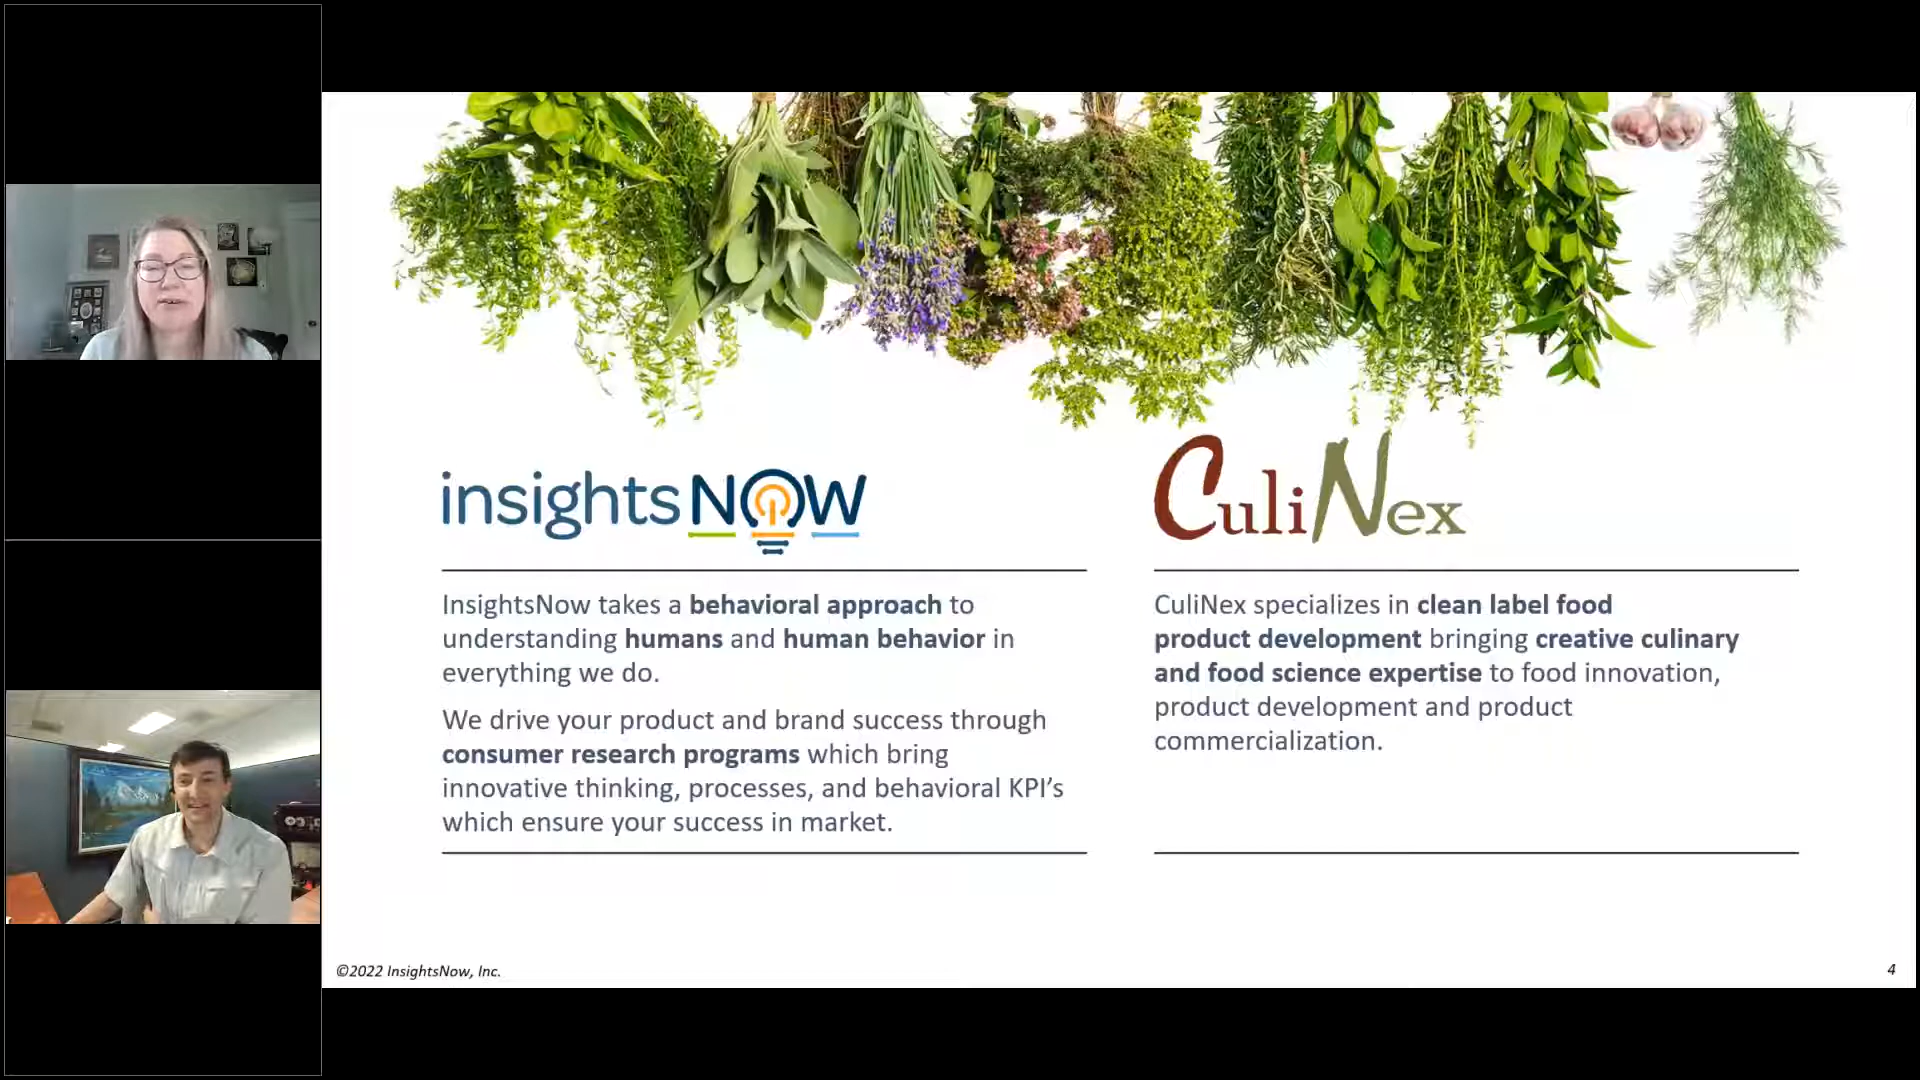 insightsNOW
InsightsNow takes a behavioral approach to
understanding humans and human behavior in
everything we do.
We drive your product and brand success through
consumer research programs which bring
innovative thinking, processes, and behavioral KPI’s
which ensure your success in market.
CuliNex
CuliNex specializes in clean label food
product development bringing creative culinary
and food science expertise to food innovation,
product development and product
commercialization.
©2022 InsightsNow, Inc.
4